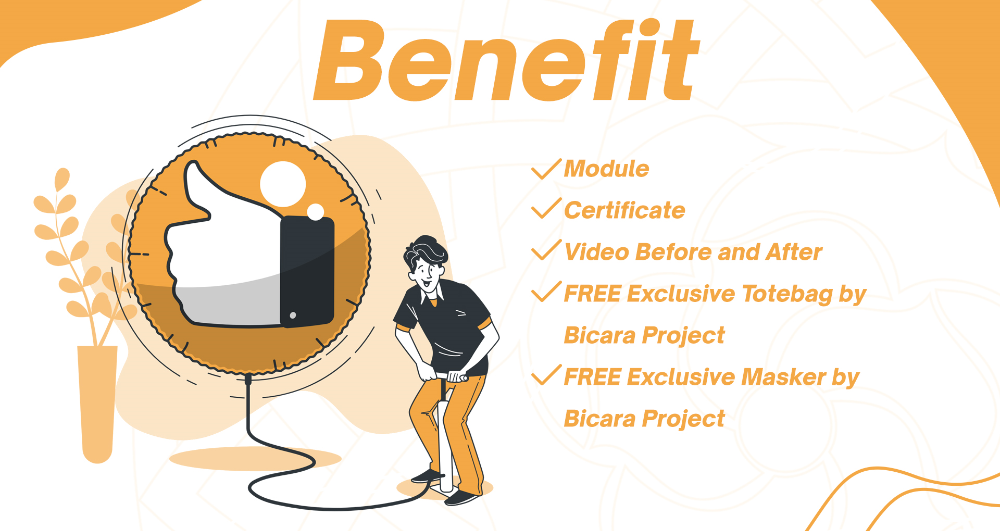 Benefit
Module
Certificate
Video Before and After
FREE Exclusive Totebag by
Bicara Project
FREE Exclusive Masker by
Bicara Project